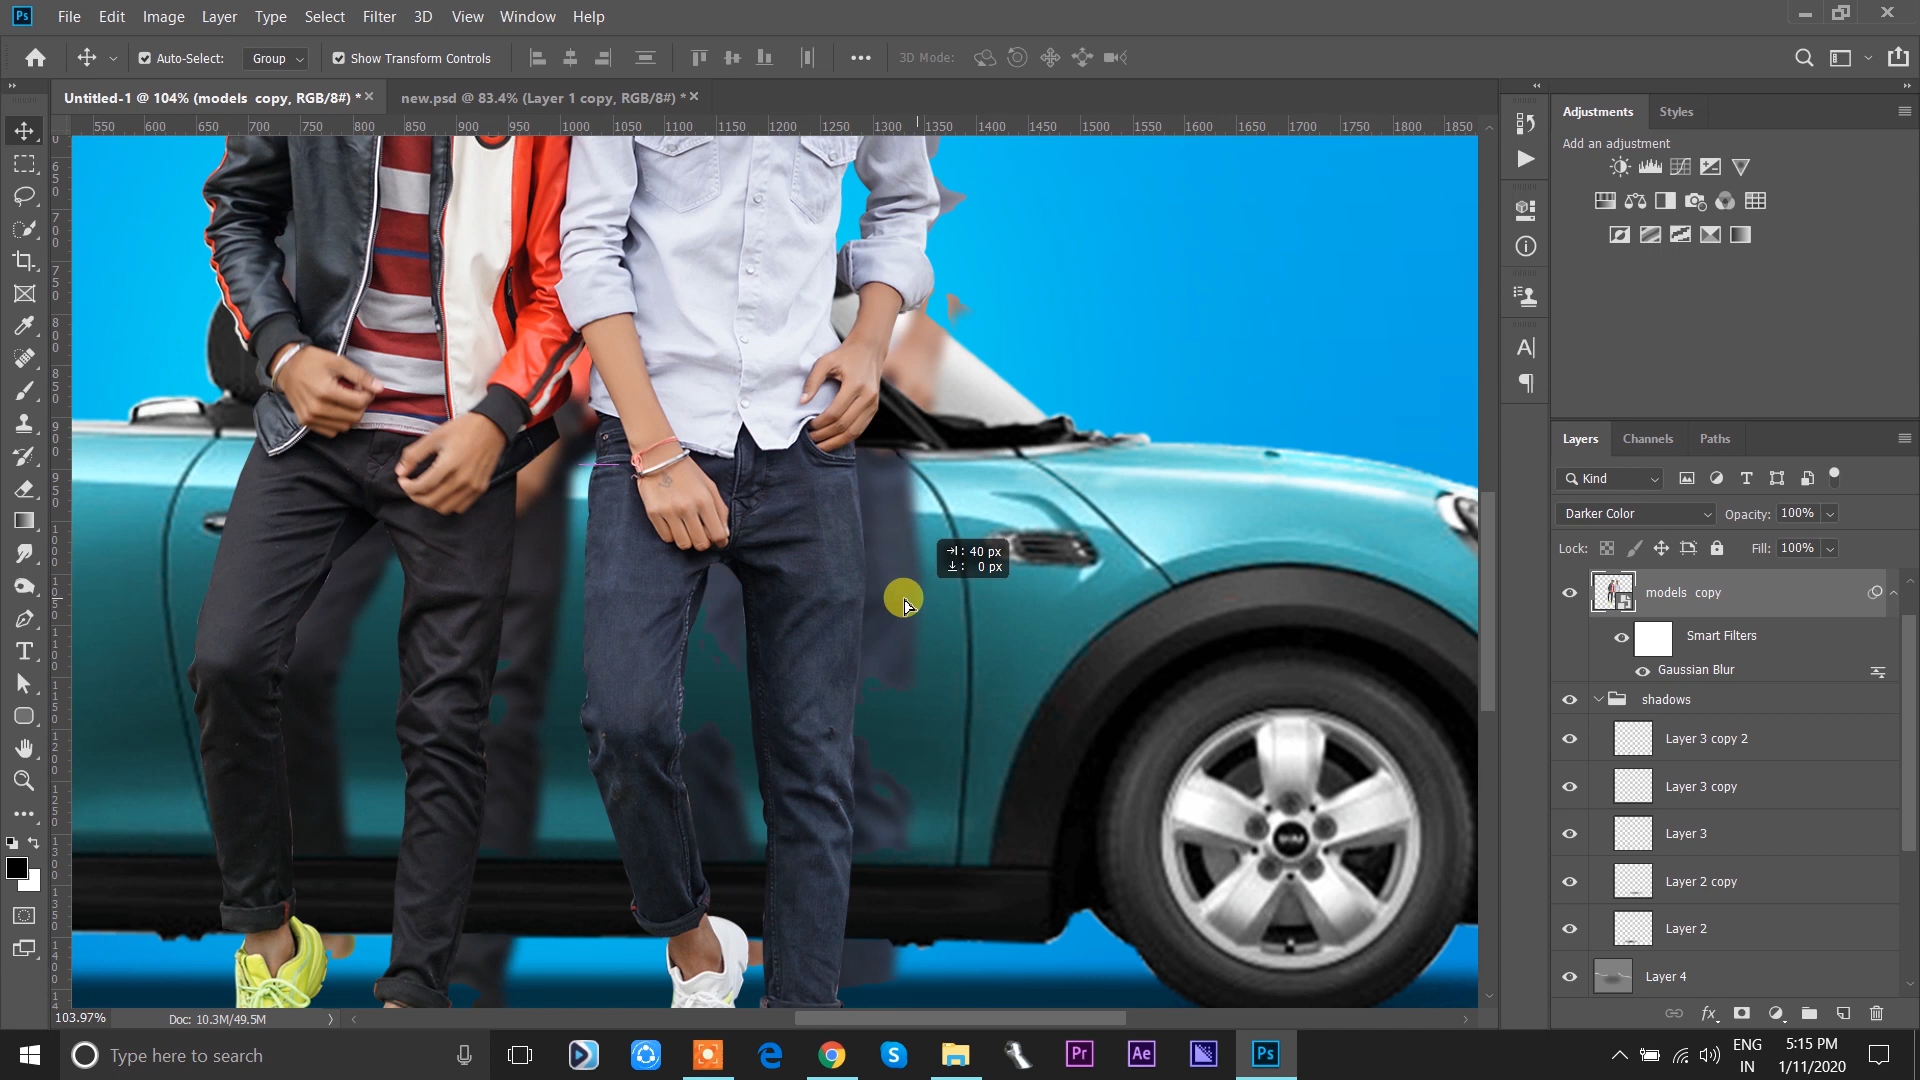 Ps File Edit Image Layer Type Select Filter 3D View Window Help
Auto-Select: Group Show Transform Controls 3D Mode:
Untitled-1 @ 104% (models  copy, RGB/8#) * new.psd @ 83.4% (Layer 1 copy, RGB/8#) *
550 600 650 700 750 800 850 900 950 1000 1050 1100 1150 1200 1250 1300 1350 1400 1450 1500 1550 1600 1650 1700 1750 1800 1850
Adjustments Styles
Add an adjustment
Layers Channels Paths
Kind
Darker Color Opacity: 100%
Lock: Fill: 100%
models  copy
Smart Filters
Gaussian Blur
shadows
Layer 3 copy 2
Layer 3 copy
Layer 3
Layer 2 copy
Layer 2
Layer 4
40 px
0 px
103.97% Doc: 10.3M/49.5M
Type here to search
Pr Ae Ps
ENG
IN
5:15 PM
1/11/2020